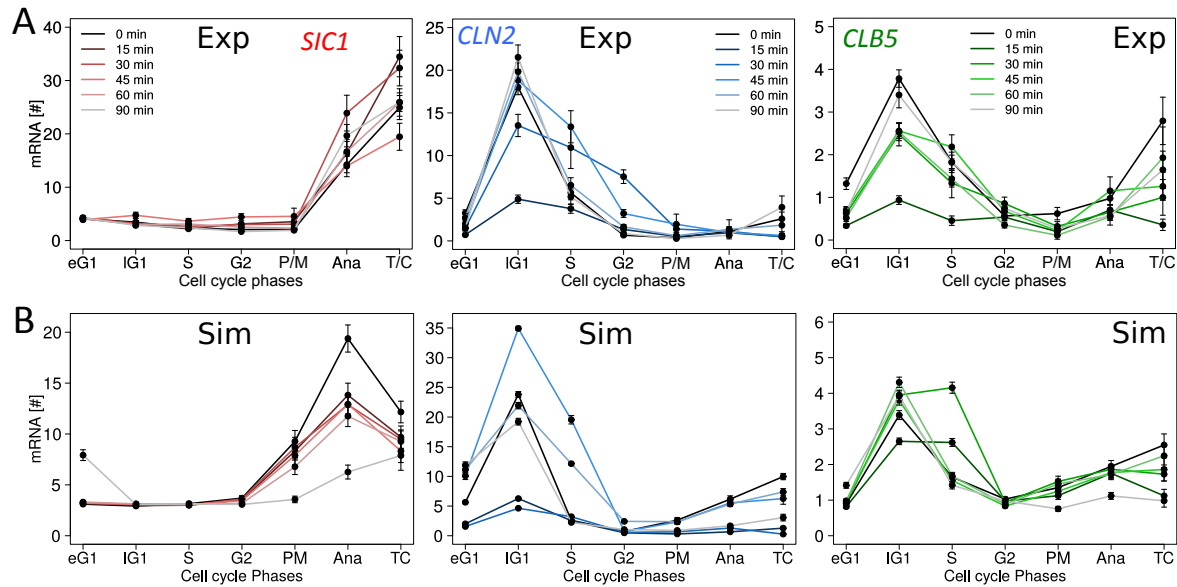 A
Exp
SIC1
0 min
15 min
30 min
45 min
60 min
90 min
mRNA [#]
40
30
20
10
0
eG1 lG1 S G2 P/M Ana T/C
Cell cycle phases
CLN2
Exp
0 min
15 min
30 min
45 min
60 min
90 min
25
20
15
10
5
0
eG1 lG1 S G2 P/M Ana T/C
Cell cycle phases
CLB5
Exp
0 min
15 min
30 min
45 min
60 min
90 min
5
4
3
2
1
0
eG1 lG1 S G2 P/M Ana T/C
Cell cycle phases
B
Sim
mRNA [#]
20
15
10
5
0
eG1 lG1 S G2 PM Ana TC
Cell cycle Phases
Sim
35
30
25
20
15
10
5
0
eG1 lG1 S G2 PM Ana TC
Cell cycle Phases
Sim
6
5
4
3
2
1
0
eG1 lG1 S G2 PM Ana TC
Cell cycle Phases